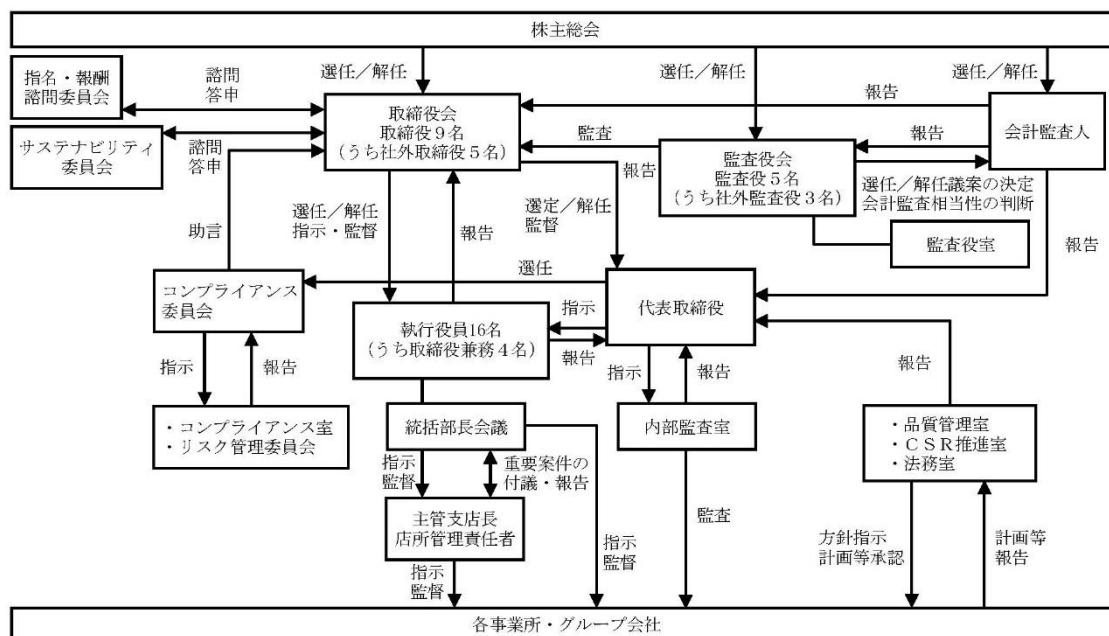 株主総会
指名・報酬
諮問委員会
諮問
答申
選任／解任
選任／解任
選任／解任
取締役会
取締役９名
（うち社外取締役５名）
報告
会計監査人
サステナビリティ
委員会
諮問
答申
監査
報告
監査役会
監査役５名
（うち社外監査役３名）
報告
選任／解任議案の決定
会計監査相当性の判断
監査役室
助言
選任／解任
指示・監督
報告
選定／解任
監督
報告
選任
コンプライアンス
委員会
代表取締役
執行役員16名
（うち取締役兼務４名）
指示
報告
指示
報告
指示
報告
報告
・コンプライアンス室
・リスク管理委員会
統括部長会議
内部監査室
・品質管理室
・ＣＳＲ推進室
・法務室
指示
監督
重要案件の
付議・報告
主管支店長
店所管理責任者
監査
指示
監督
指示
監督
方針指示
計画等承認
計画等
報告
各事業所・グループ会社